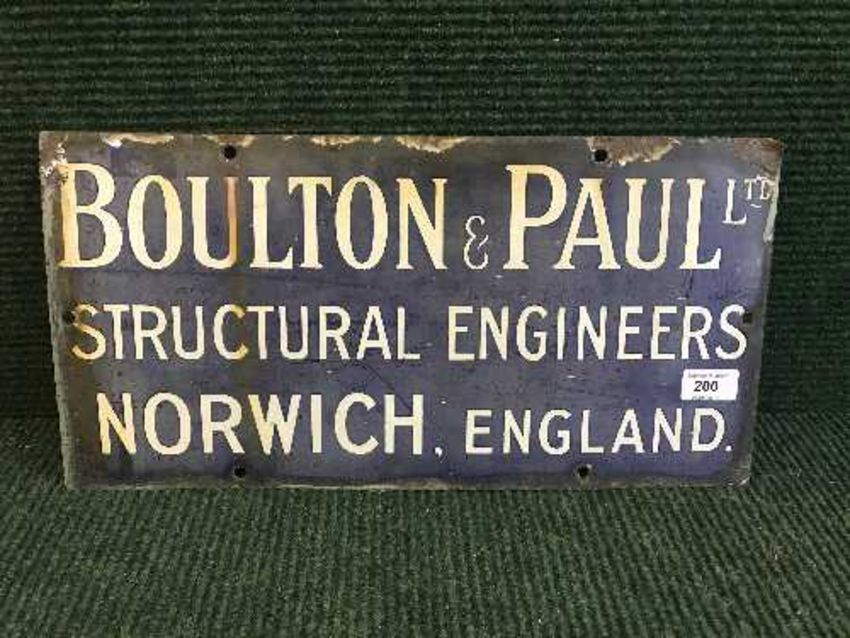 BOULTON & PAUL LTD
STRUCTURAL ENGINEERS
NORWICH, ENGLAND.
200